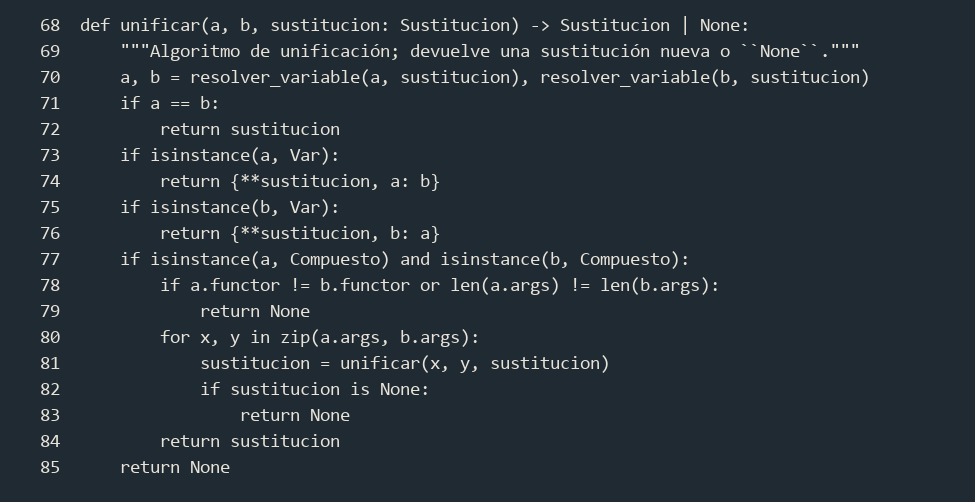 68 def unificar(a, b, sustitucion: Sustitucion) -> Sustitucion | None:
69     """Algoritmo de unificación; devuelve una sustitución nueva o ``None``."""
70     a, b = resolver_variable(a, sustitucion), resolver_variable(b, sustitucion)
71     if a == b:
72         return sustitucion
73     if isinstance(a, Var):
74         return {**sustitucion, a: b}
75     if isinstance(b, Var):
76         return {**sustitucion, b: a}
77     if isinstance(a, Compuesto) and isinstance(b, Compuesto):
78         if a.functor != b.functor or len(a.args) != len(b.args):
79             return None
80         for x, y in zip(a.args, b.args):
81             sustitucion = unificar(x, y, sustitucion)
82             if sustitucion is None:
83                 return None
84         return sustitucion
85     return None